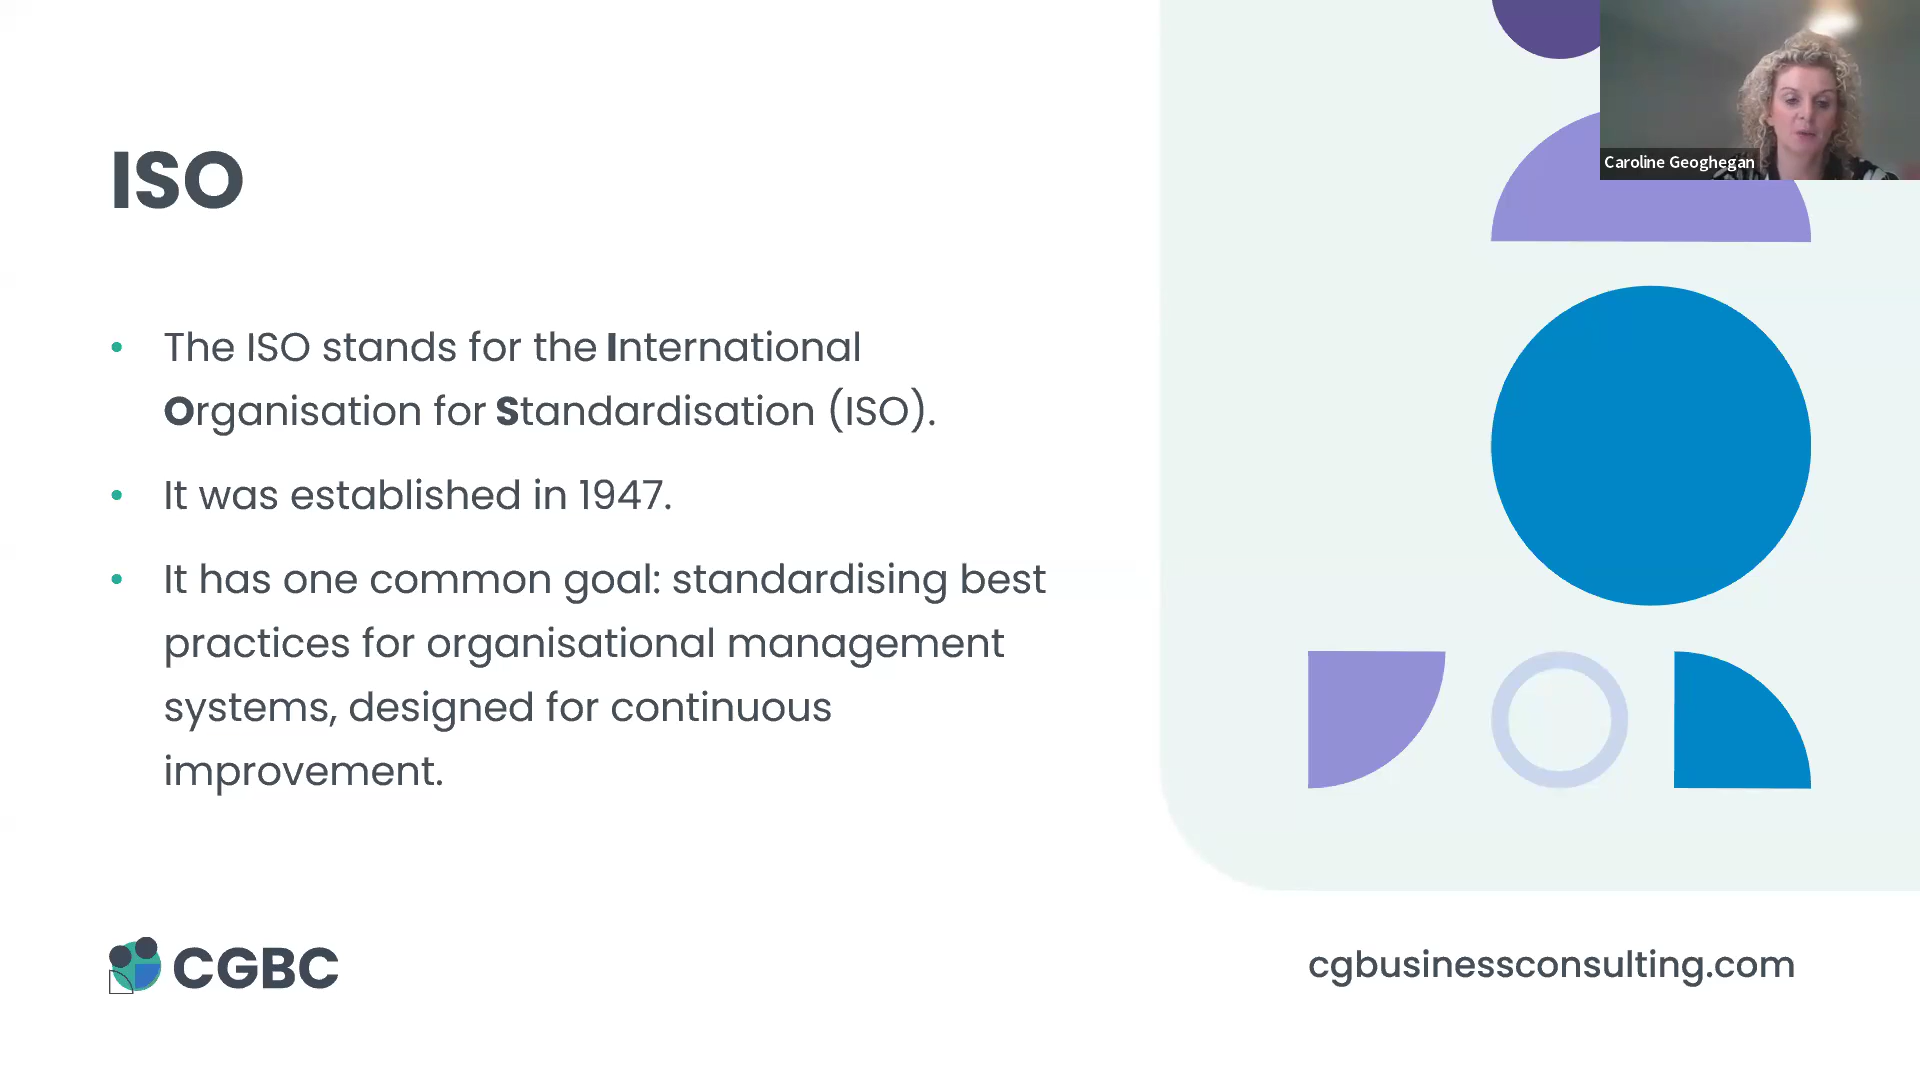 Caroline Geoghegan
ISO
• The ISO stands for the International
Organisation for Standardisation (ISO).
• It was established in 1947.
• It has one common goal: standardising best
practices for organisational management
systems, designed for continuous
improvement.
CGBC
cgbusinessconsulting.com